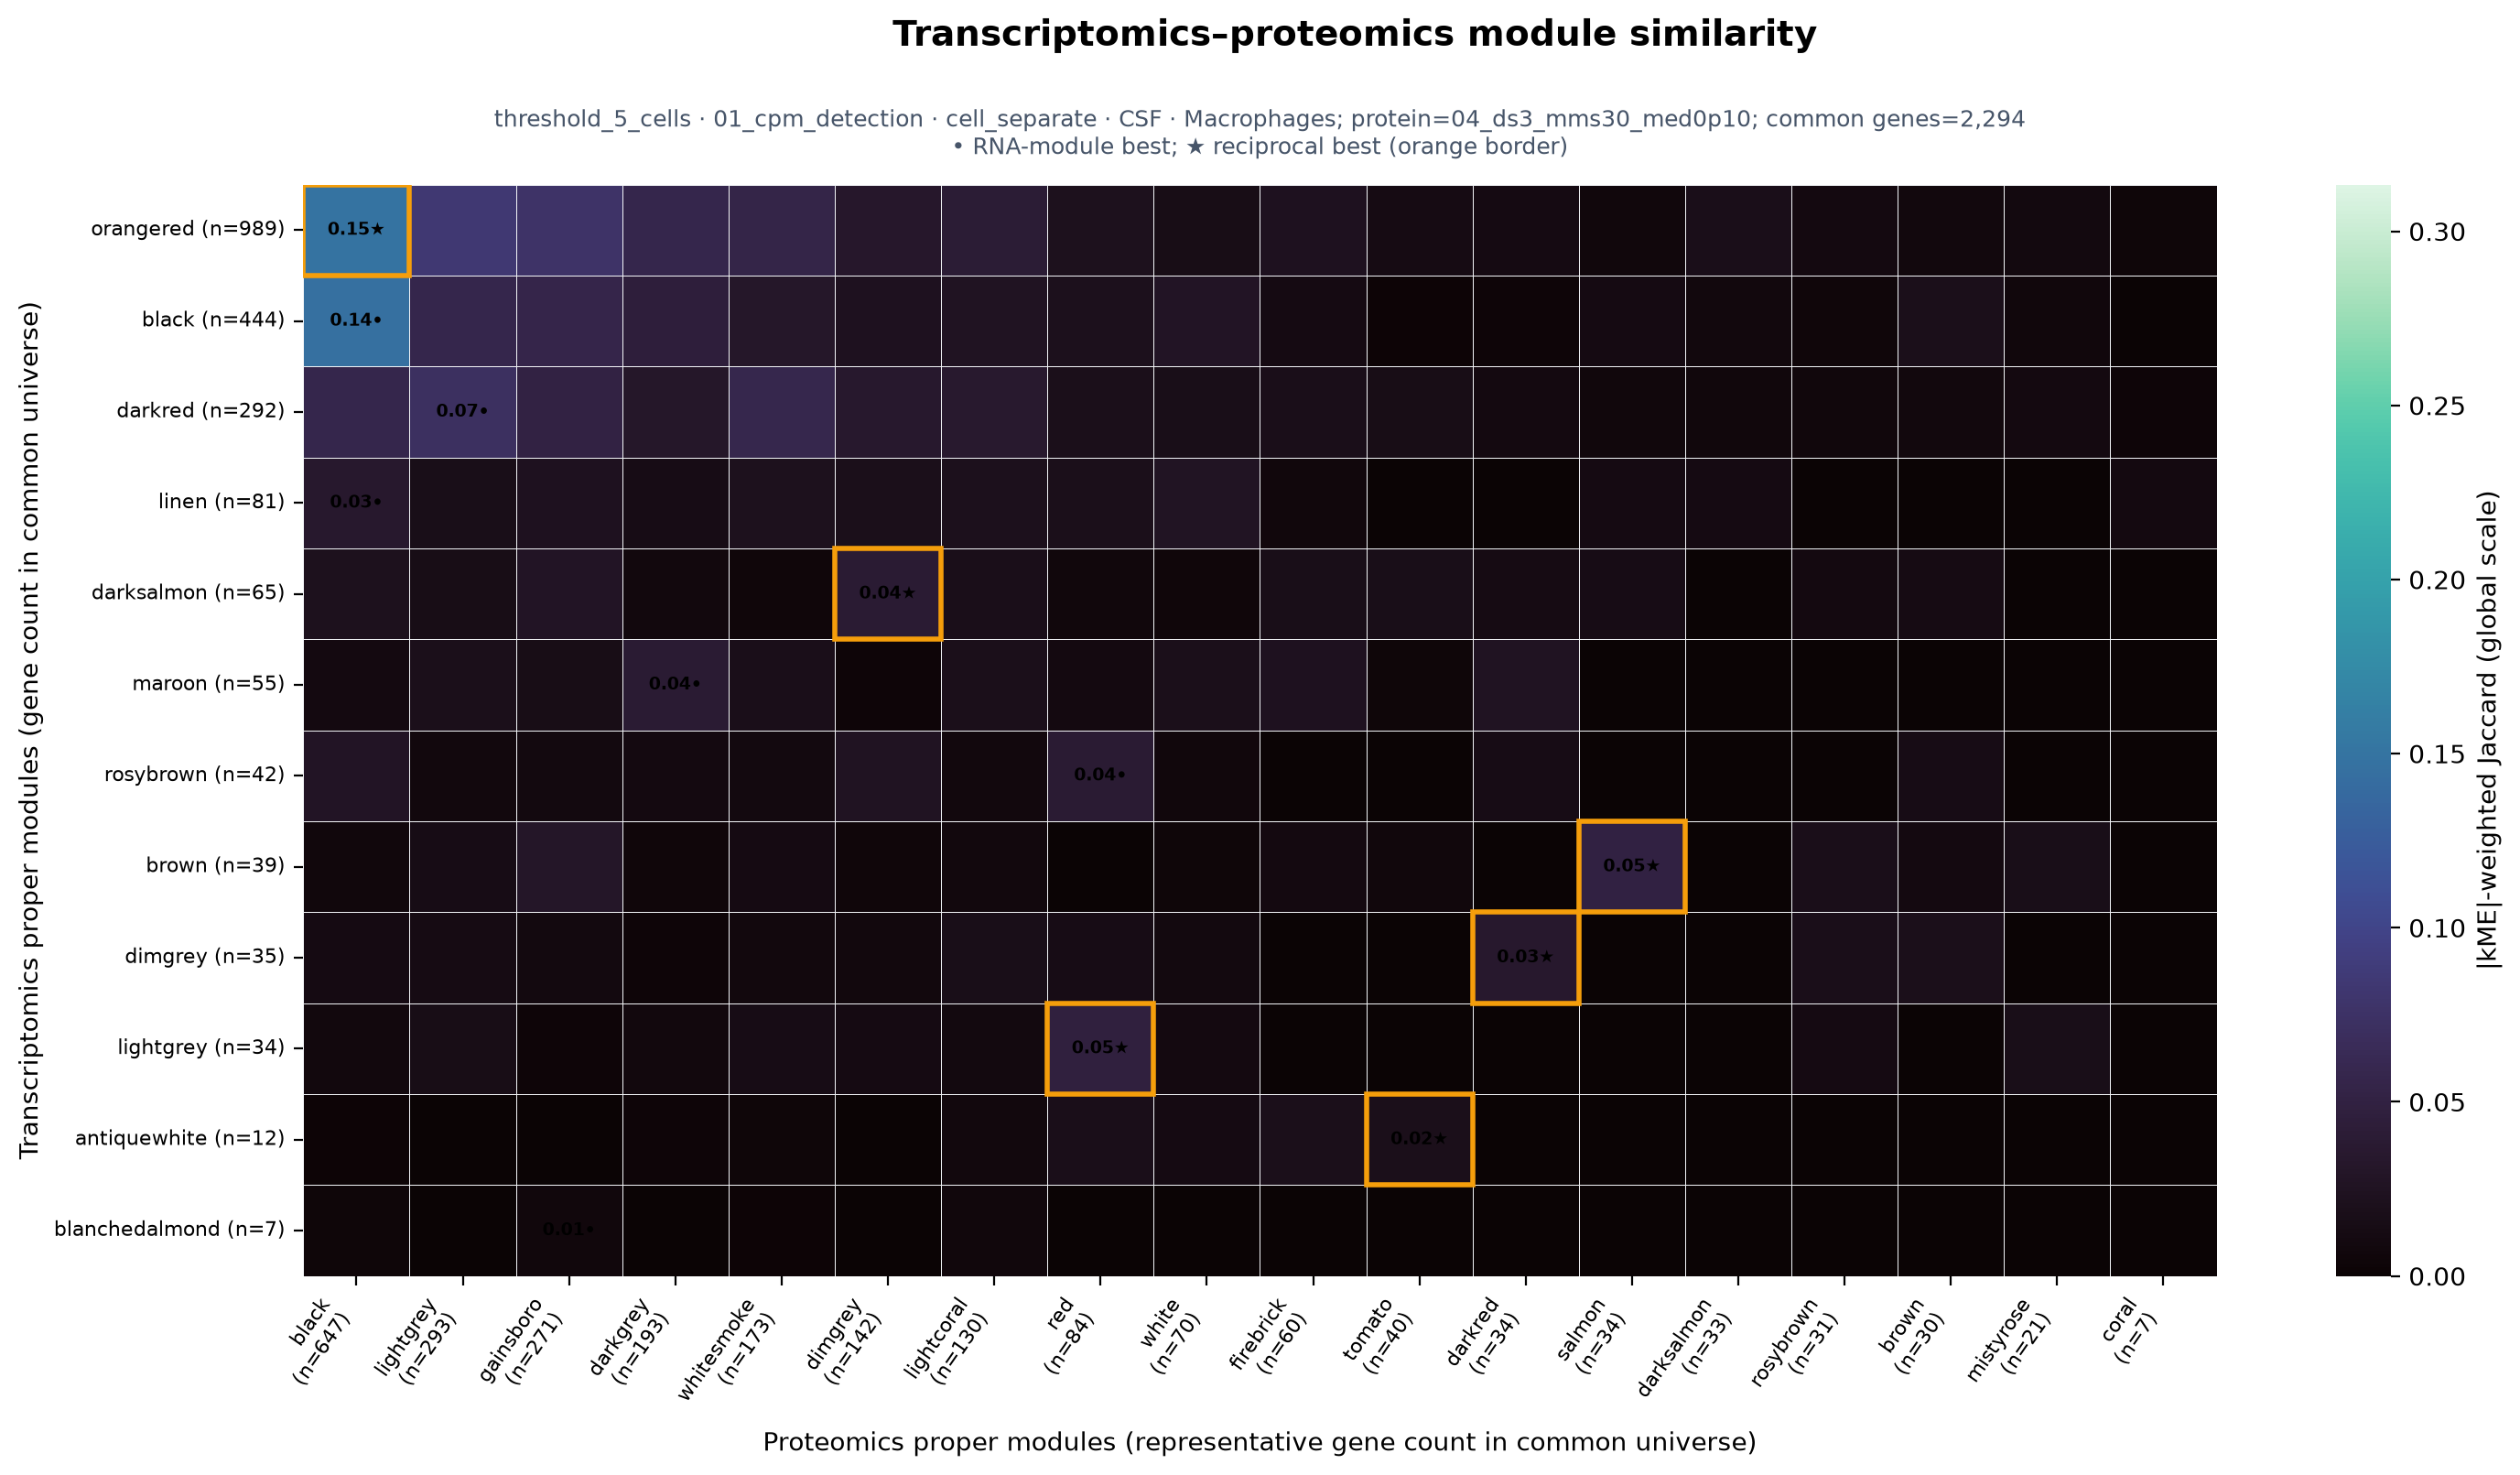 Transcriptomics–proteomics module similarity
threshold_5_cells · 01_cpm_detection · cell_separate · CSF · Macrophages; protein=04_ds3_mms30_med0p10; common genes=2,294
• RNA-module best; ★ reciprocal best (orange border)
Transcriptomics proper modules (gene count in common universe)
orangered (n=989)
0.15★
black (n=444)
0.14•
darkred (n=292)
0.07•
linen (n=81)
0.03•
darksalmon (n=65)
0.04★
maroon (n=55)
0.04•
rosybrown (n=42)
0.04•
brown (n=39)
0.05★
dimgrey (n=35)
0.03★
lightgrey (n=34)
0.05★
antiquewhite (n=12)
0.02★
blanchedalmond (n=7)
0.01•
black
(n=647)
lightgrey
(n=293)
gainsboro
(n=271)
darkgrey
(n=193)
whitesmoke
(n=173)
dimgrey
(n=142)
lightcoral
(n=130)
red
(n=84)
white
(n=70)
firebrick
(n=60)
tomato
(n=40)
darkred
(n=34)
salmon
(n=34)
darksalmon
(n=33)
rosybrown
(n=31)
brown
(n=30)
mistyrose
(n=21)
coral
(n=7)
Proteomics proper modules (representative gene count in common universe)
0.30
0.25
0.20
0.15
0.10
0.05
0.00
|kME|-weighted Jaccard (global scale)